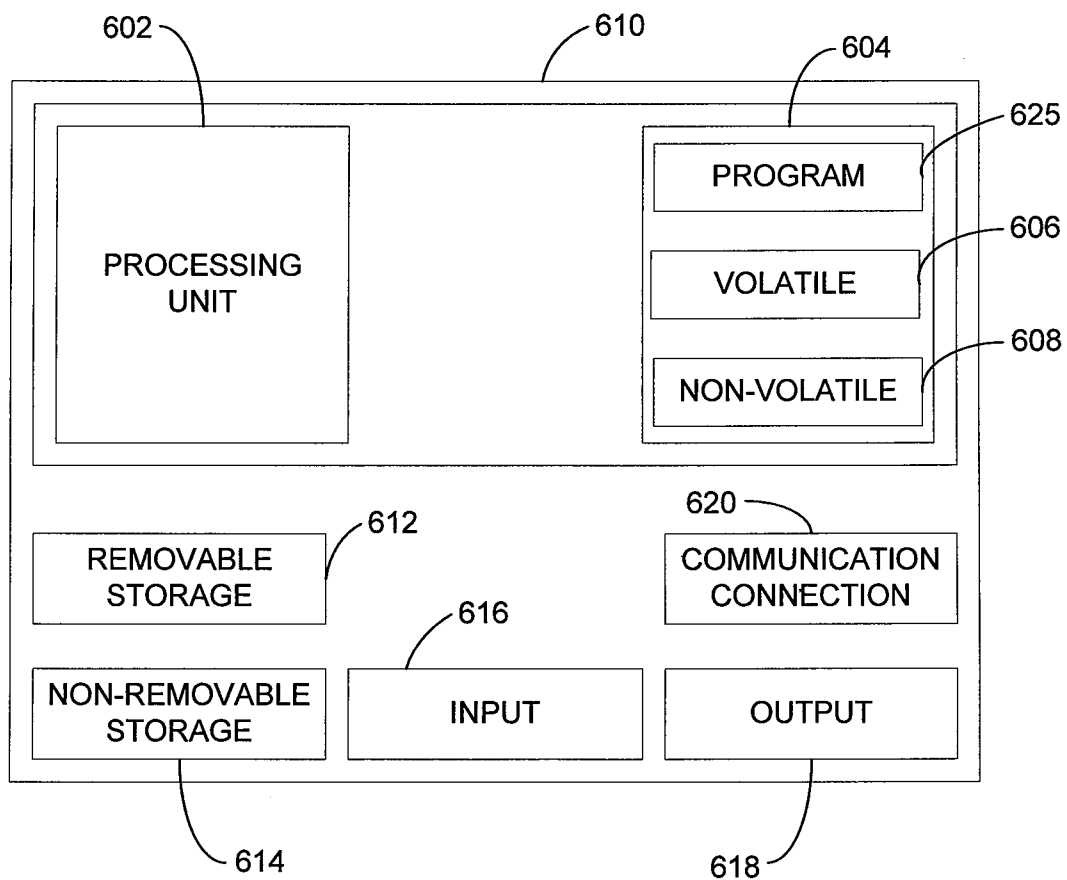 602
610
604
625
PROGRAM
606
PROCESSING
UNIT
VOLATILE
608
NON-VOLATILE
612
620
REMOVABLE
STORAGE
COMMUNICATION
CONNECTION
616
NON-REMOVABLE
STORAGE
INPUT
OUTPUT
614
618